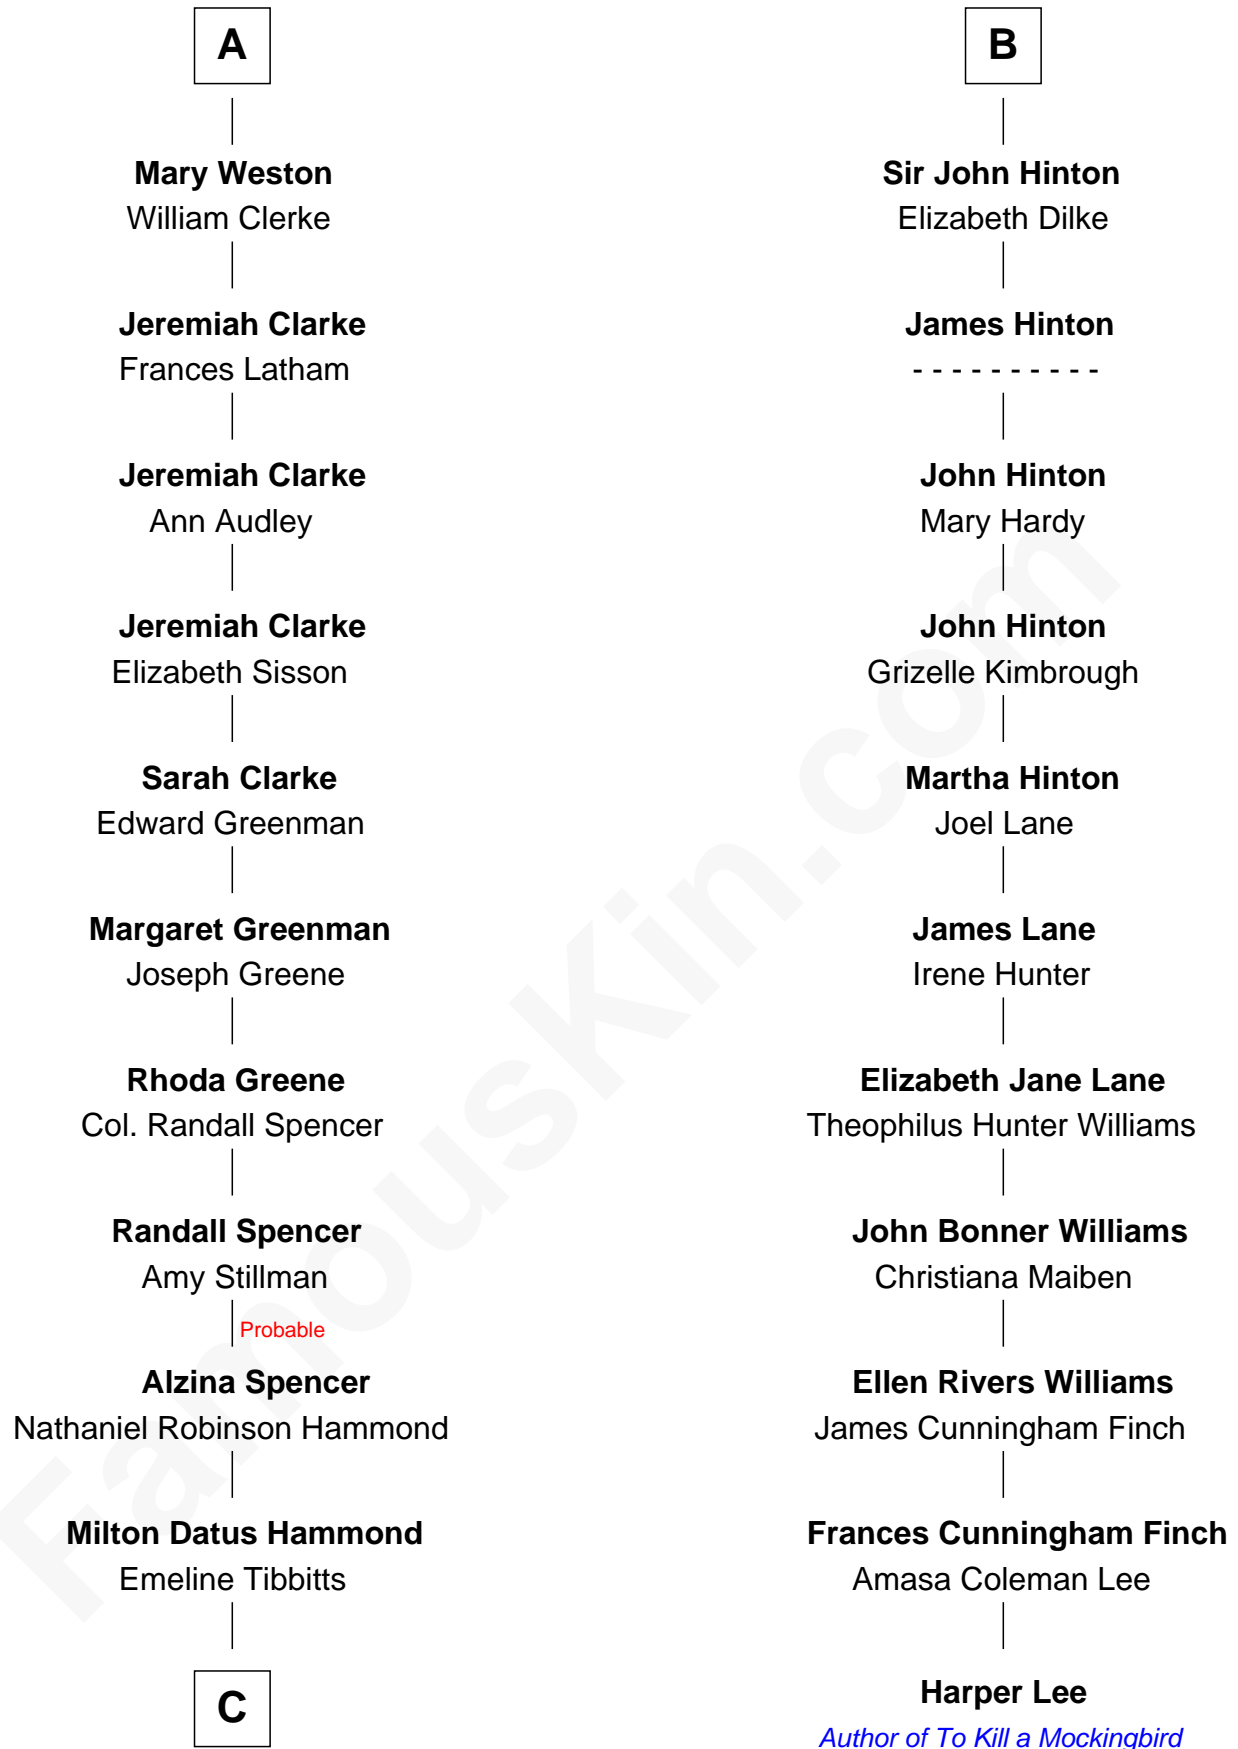 A
Mary Weston
William Clerke
Jeremiah Clarke
Frances Latham
Jeremiah Clarke
Ann Audley
Jeremiah Clarke
Elizabeth Sisson
Sarah Clarke
Edward Greenman
Margaret Greenman
Joseph Greene
Rhoda Greene
Col. Randall Spencer
Randall Spencer
Amy Stillman
Probable
Alzina Spencer
Nathaniel Robinson Hammond
Milton Datus Hammond
Emeline Tibbitts
C
B
Sir John Hinton
Elizabeth Dilke
James Hinton
- - - - - - - - - -
John Hinton
Mary Hardy
John Hinton
Grizelle Kimbrough
Martha Hinton
Joel Lane
James Lane
Irene Hunter
Elizabeth Jane Lane
Theophilus Hunter Williams
John Bonner Williams
Christiana Maiben
Ellen Rivers Williams
James Cunningham Finch
Frances Cunningham Finch
Amasa Coleman Lee
Harper Lee
Author of To Kill a Mockingbird
FamousKin.com